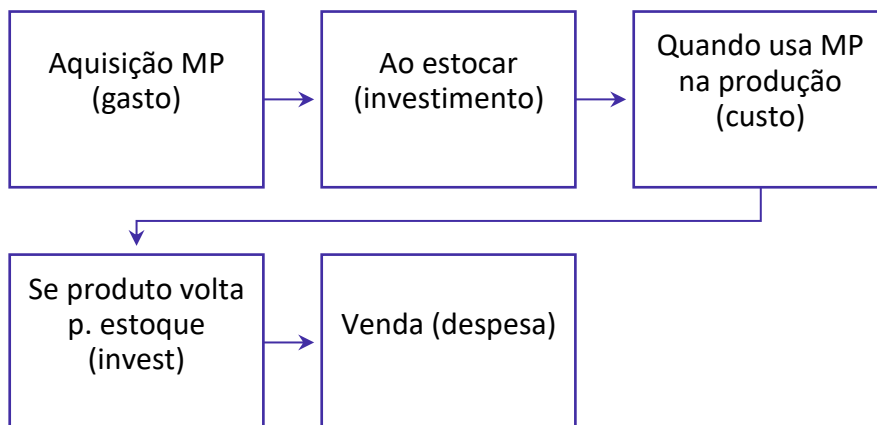 Aquisição MP
(gasto)
Ao estocar
(investimento)
Quando usa MP
na produção
(custo)
Se produto volta
p. estoque
(invest)
Venda (despesa)